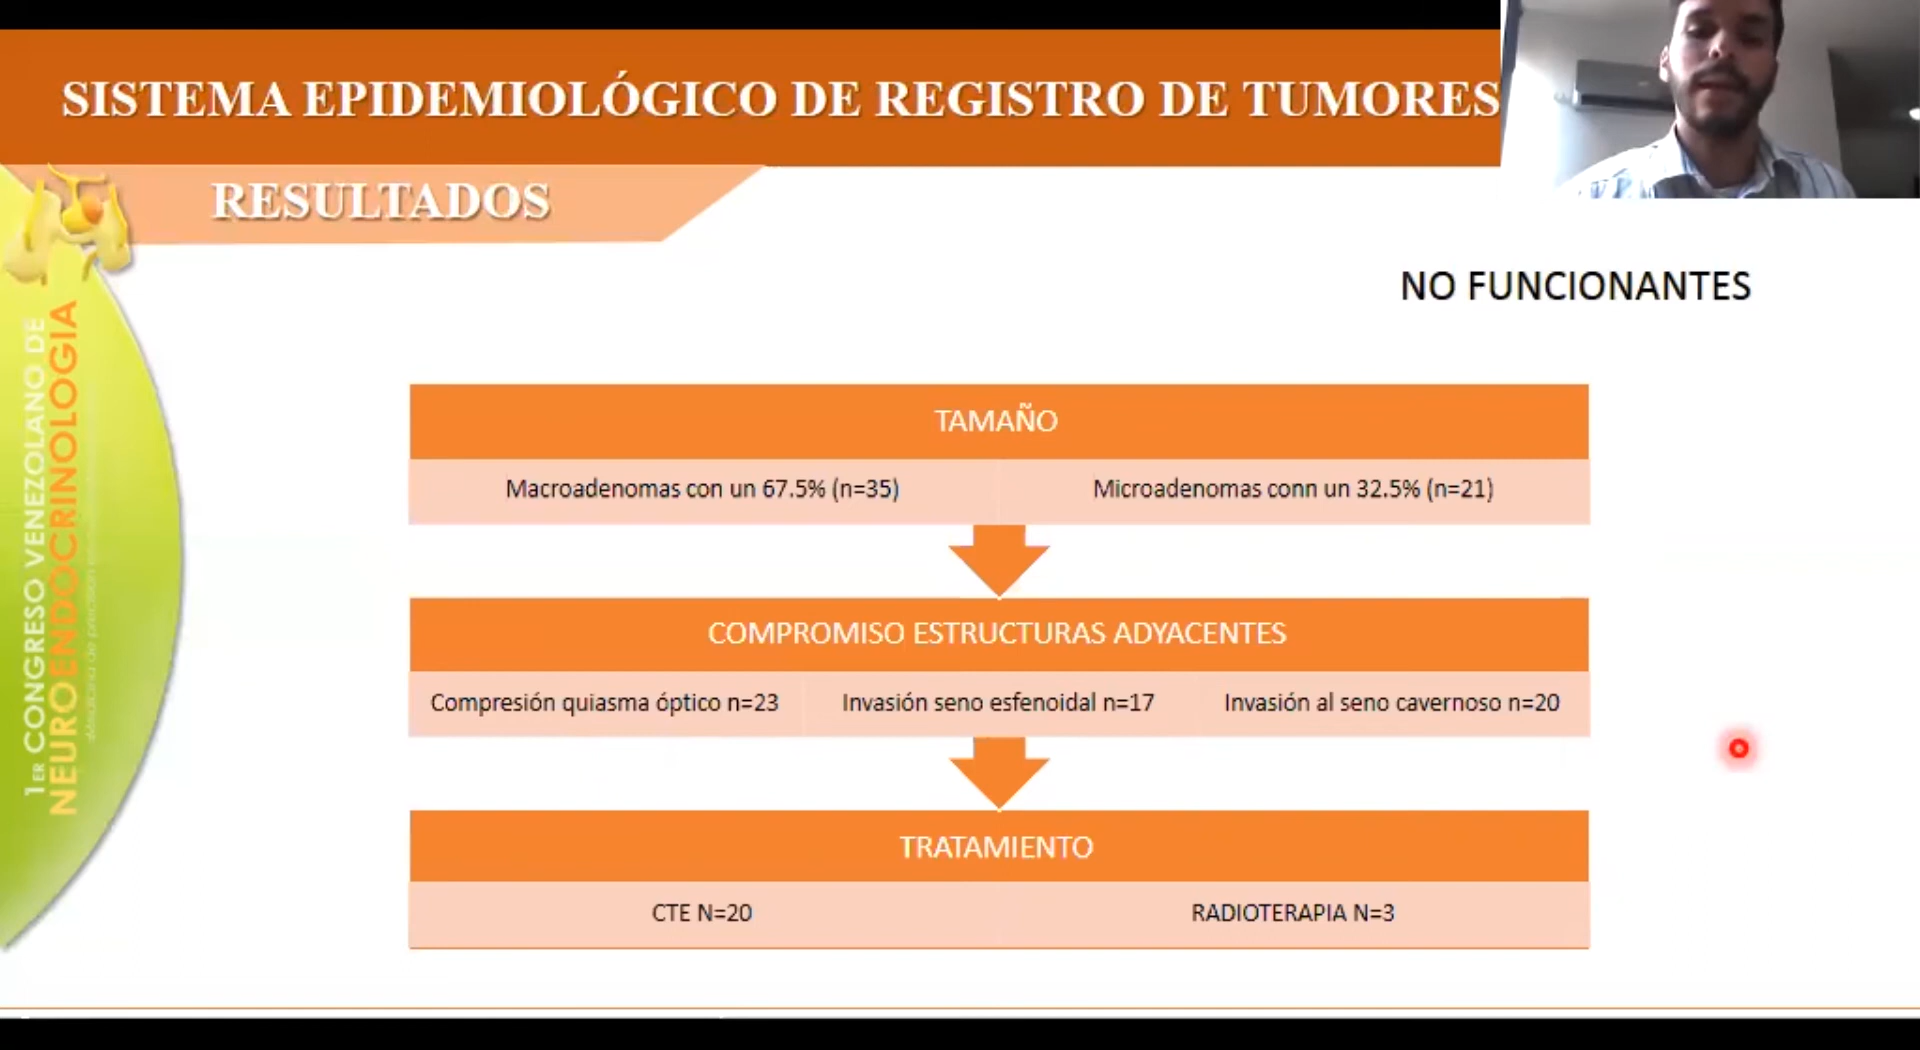 SISTEMA EPIDEMIOLÓGICO DE REGISTRO DE TUMORES
RESULTADOS
1ER CONGRESO VENEZOLANO DE
NEUROENDOCRINOLOGIA
NO FUNCIONANTES
TAMAÑO
Macroadenomas con un 67.5% (n=35)
Microadenomas conn un 32.5% (n=21)
COMPROMISO ESTRUCTURAS ADYACENTES
Compresión quiasma óptico n=23
Invasión seno esfenoidal n=17
Invasión al seno cavernoso n=20
TRATAMIENTO
CTE N=20
RADIOTERAPIA N=3